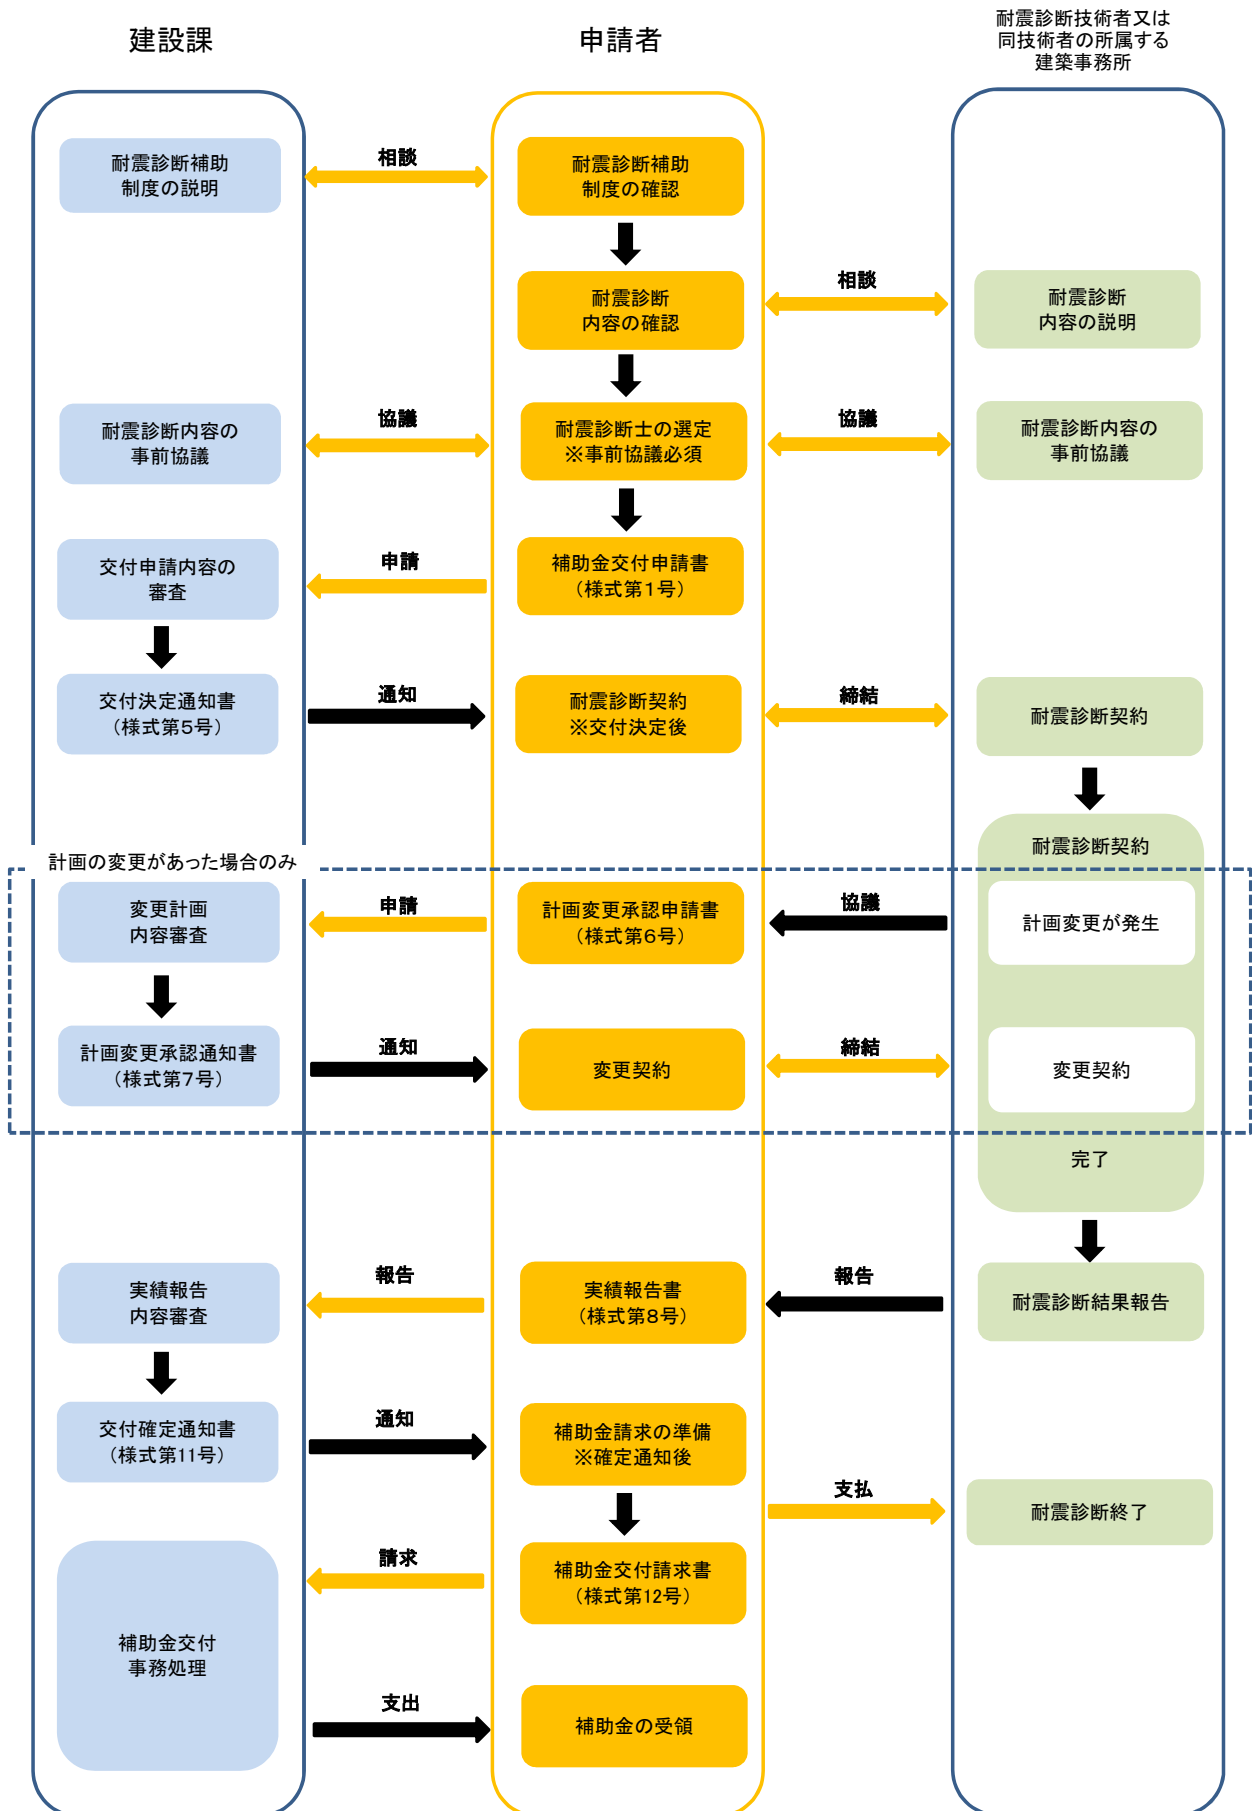 建設課
申請者
耐震診断技術者又は
同技術者の所属する
建築事務所
耐震診断補助
制度の説明
相談
耐震診断補助
制度の確認
耐震診断
内容の確認
相談
耐震診断
内容の説明
耐震診断内容の
事前協議
協議
耐震診断士の選定
※事前協議必須
協議
耐震診断内容の
事前協議
交付申請内容の
審査
申請
補助金交付申請書
（様式第1号）
交付決定通知書
（様式第5号）
通知
耐震診断契約
※交付決定後
締結
耐震診断契約
計画の変更があった場合のみ
耐震診断契約
変更計画
内容審査
申請
計画変更承認申請書
（様式第6号）
協議
計画変更が発生
計画変更承認通知書
（様式第7号）
通知
変更契約
締結
変更契約
完了
実績報告
内容審査
報告
実績報告書
（様式第8号）
報告
耐震診断結果報告
交付確定通知書
（様式第11号）
通知
補助金請求の準備
※確定通知後
支払
耐震診断終了
請求
補助金交付請求書
（様式第12号）
補助金交付
事務処理
支出
補助金の受領